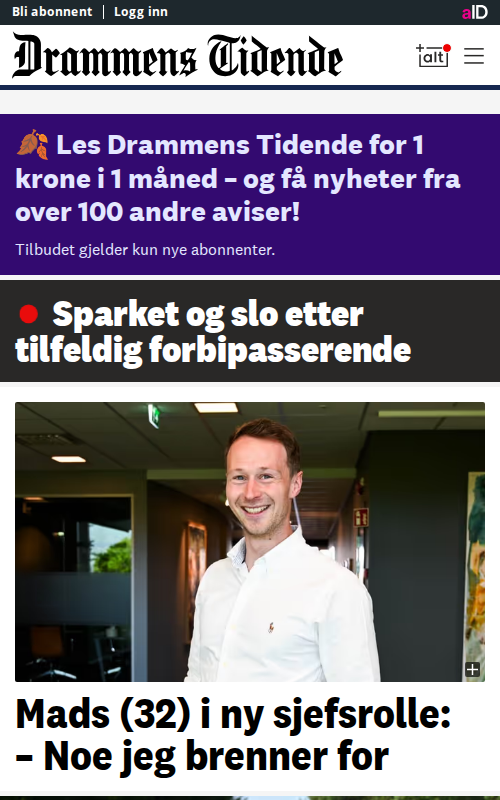 Bli abonnent | Logg inn
aID
Drammens Tidende
+alt
🍂 Les Drammens Tidende for 1
krone i 1 måned – og få nyheter fra
over 100 andre aviser!
Tilbudet gjelder kun nye abonnenter.
Sparket og slo etter
tilfeldig forbipasserende
Mads (32) i ny sjefsrolle:
– Noe jeg brenner for